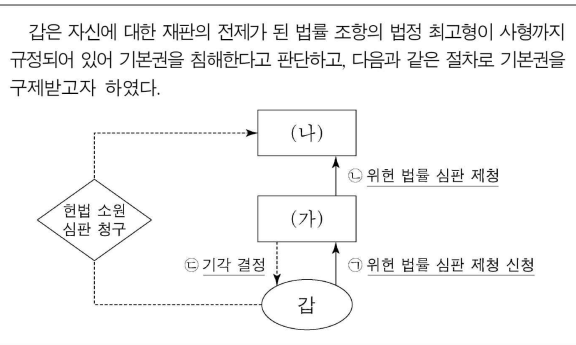 갑은 자신에 대한 재판의 전제가 된 법률 조항의 법정 최고형이 사형까지
규정되어 있어 기본권을 침해한다고 판단하고, 다음과 같은 절차로 기본권을
구제받고자 하였다.
(나)
㉡ 위헌 법률 심판 제청
헌법 소원
심판 청구
(가)
㉢ 기각 결정
㉠ 위헌 법률 심판 제청 신청
갑